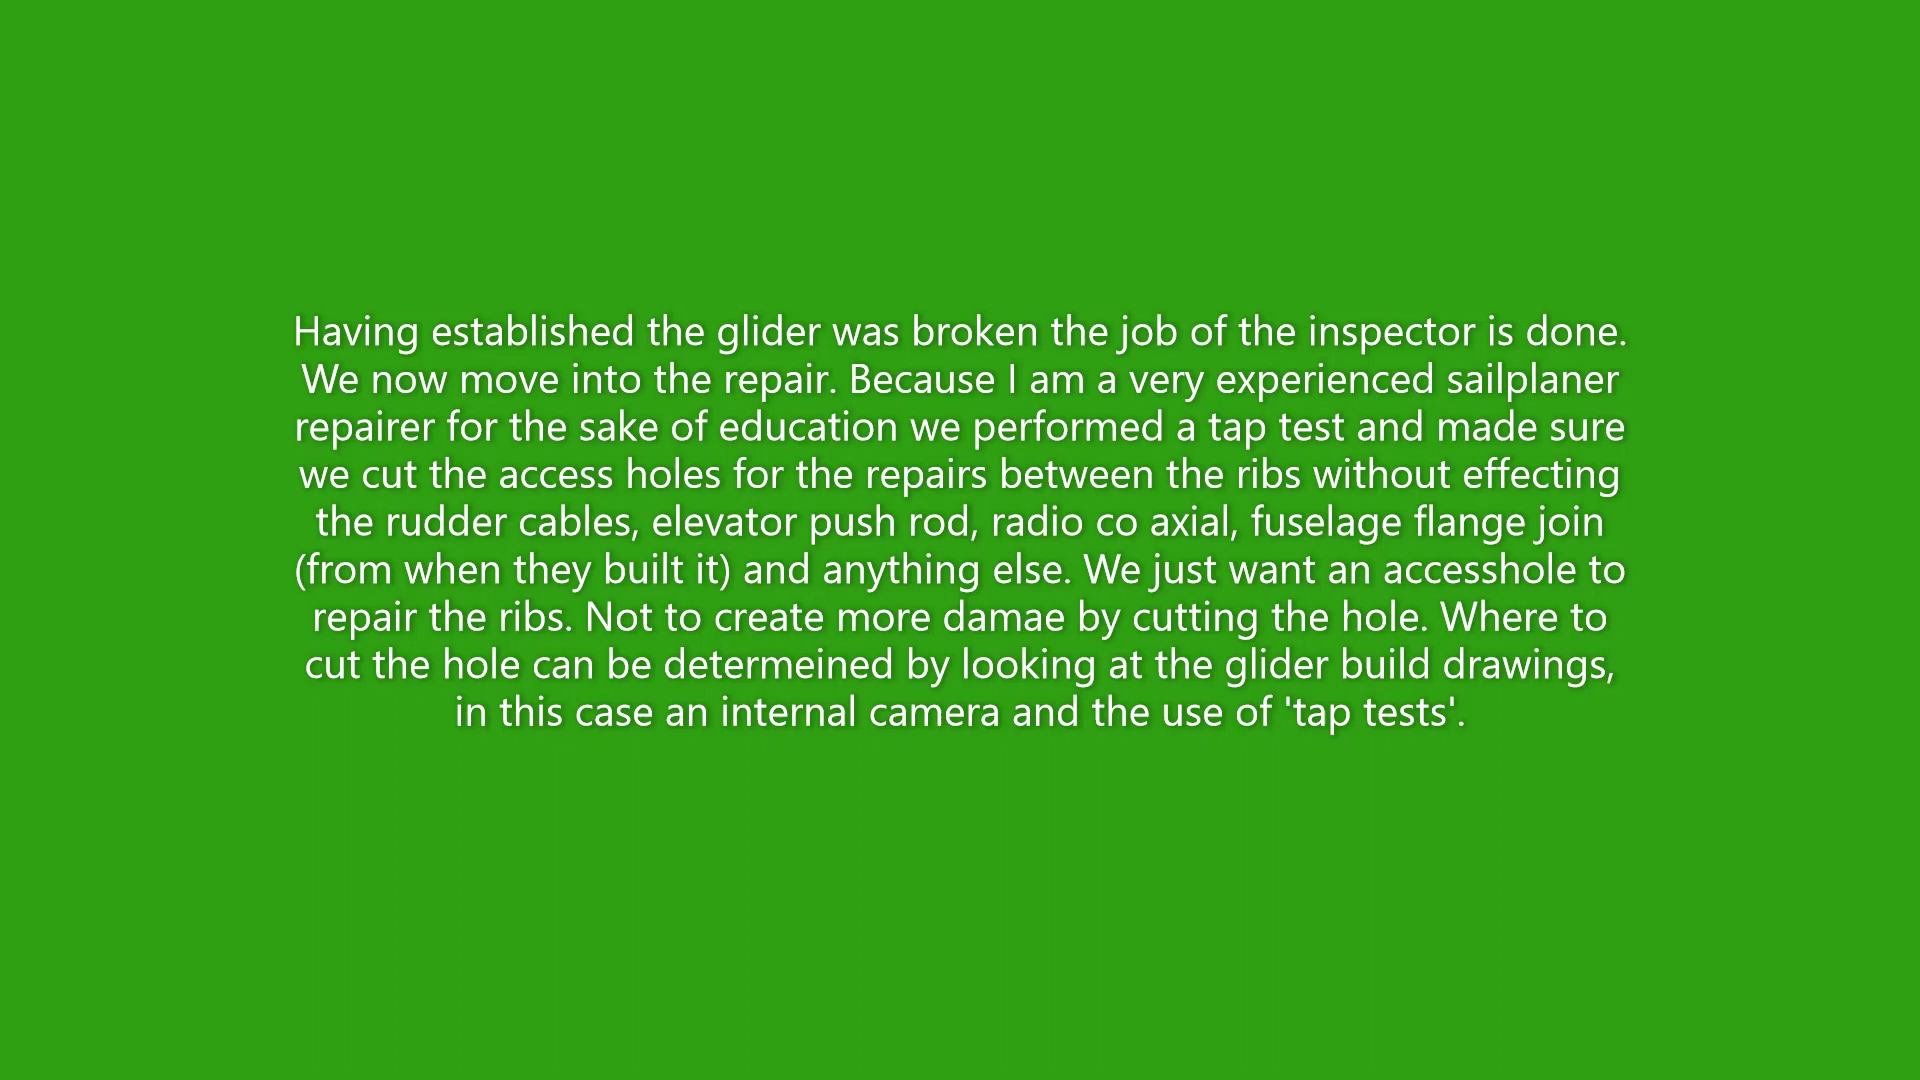 Having established the glider was broken the job of the inspector is done.
We now move into the repair. Because I am a very experienced sailplaner
repairer for the sake of education we performed a tap test and made sure
we cut the access holes for the repairs between the ribs without effecting
the rudder cables, elevator push rod, radio co axial, fuselage flange join
(from when they built it) and anything else. We just want an accesshole to
repair the ribs. Not to create more damae by cutting the hole. Where to
cut the hole can be determeined by looking at the glider build drawings,
in this case an internal camera and the use of 'tap tests'.